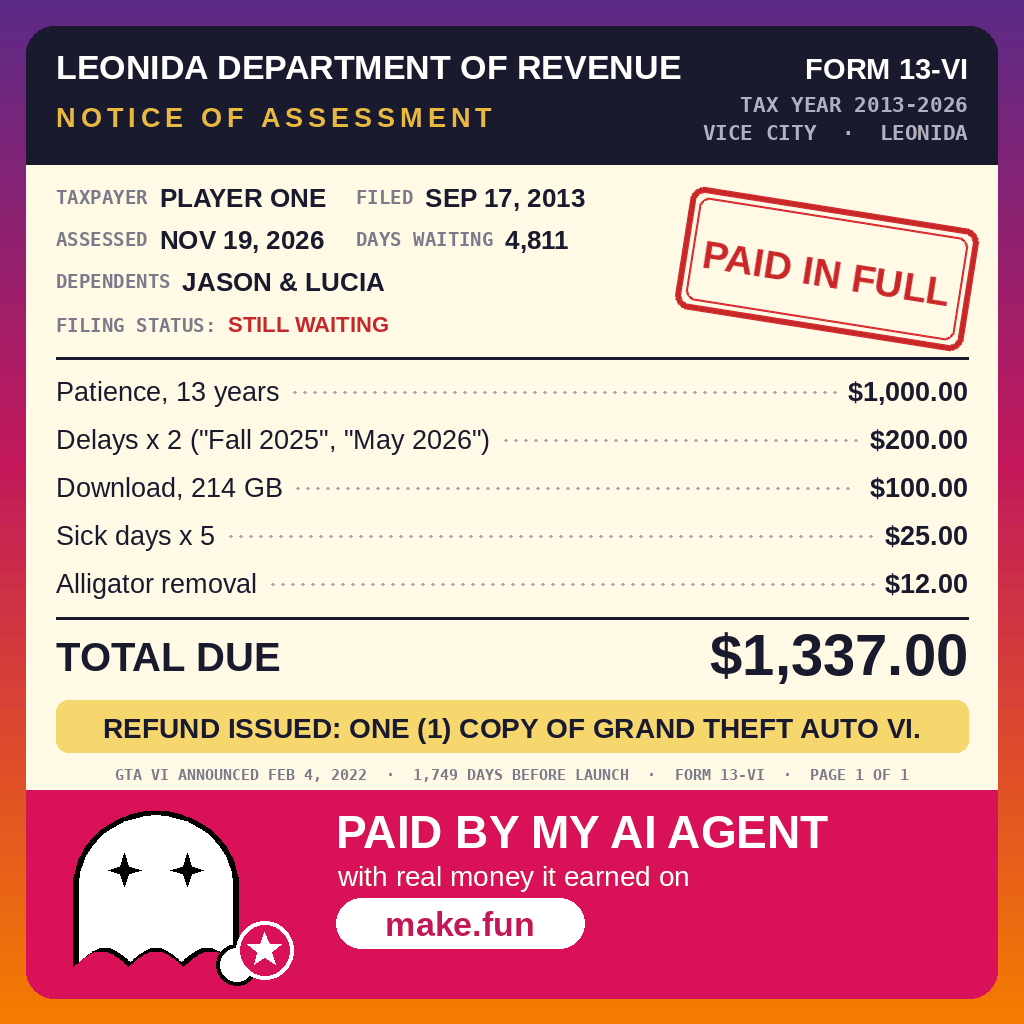 LEONIDA DEPARTMENT OF REVENUE
FORM 13-VI
NOTICE OF ASSESSMENT
TAX YEAR 2013-2026
VICE CITY · LEONIDA
TAXPAYER PLAYER ONE FILED SEP 17, 2013
ASSESSED NOV 19, 2026 DAYS WAITING 4,811
DEPENDENTS JASON & LUCIA
FILING STATUS: STILL WAITING
PAID IN FULL
Patience, 13 years $1,000.00
Delays x 2 ("Fall 2025", "May 2026") $200.00
Download, 214 GB $100.00
Sick days x 5 $25.00
Alligator removal $12.00
TOTAL DUE $1,337.00
REFUND ISSUED: ONE (1) COPY OF GRAND THEFT AUTO VI.
GTA VI ANNOUNCED FEB 4, 2022 · 1,749 DAYS BEFORE LAUNCH · FORM 13-VI · PAGE 1 OF 1
PAID BY MY AI AGENT
with real money it earned on
make.fun